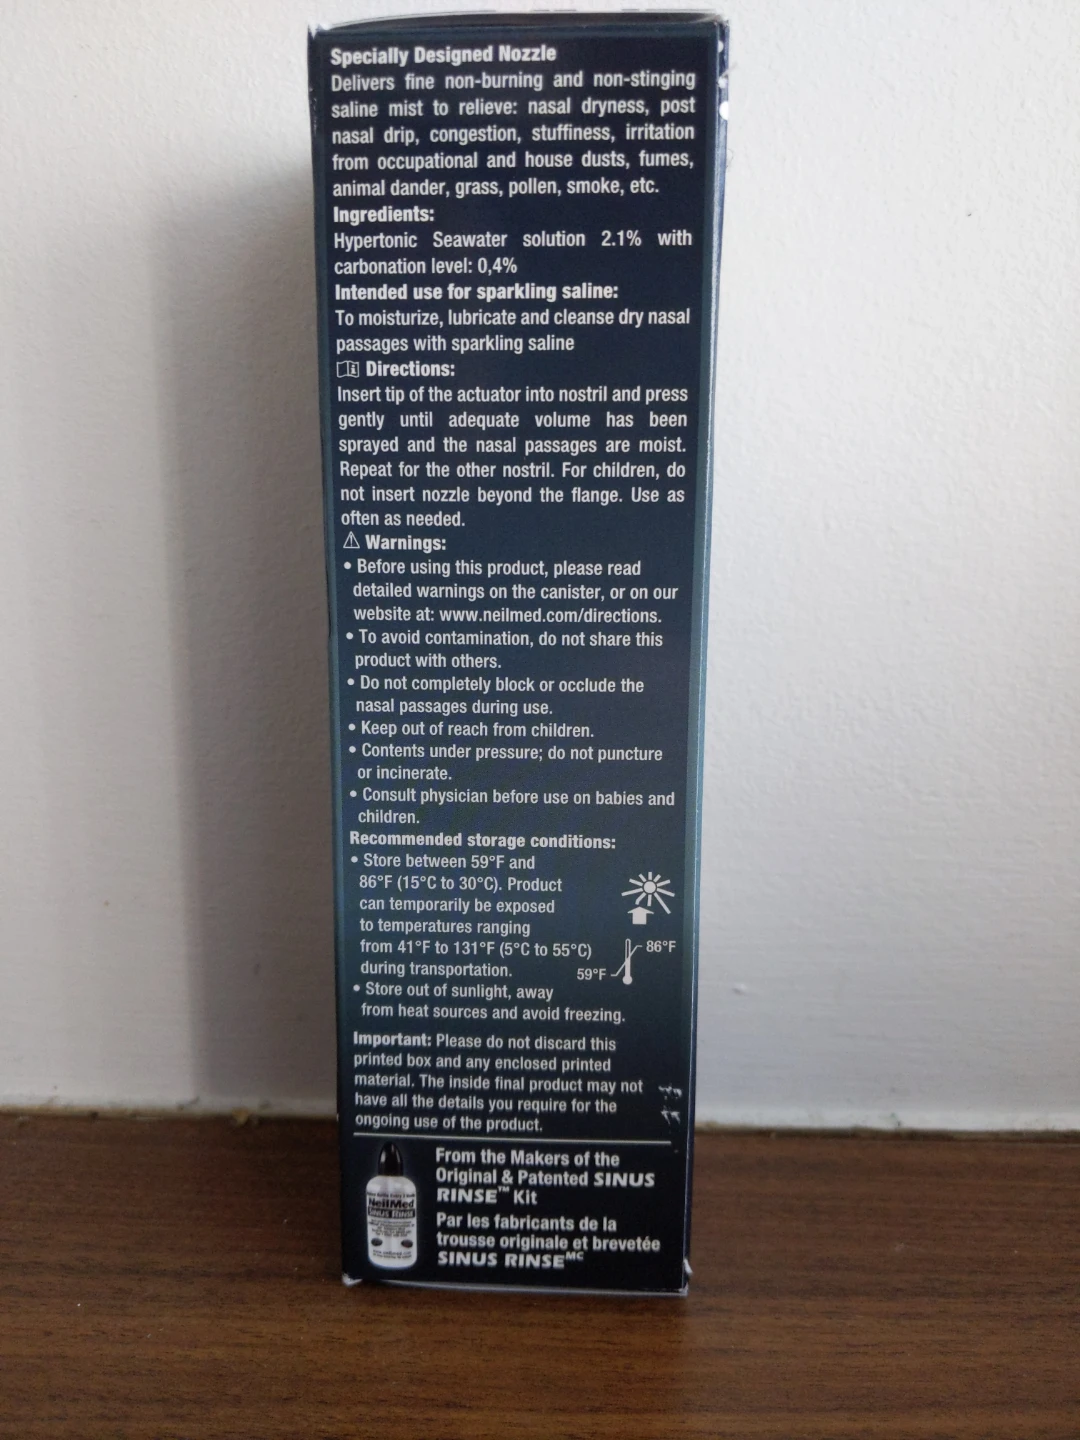 Specially Designed Nozzle
Delivers fine non-burning and non-stinging
saline mist to relieve: nasal dryness, post
nasal drip, congestion, stuffiness, irritation
from occupational and house dusts, fumes,
animal dander, grass, pollen, smoke, etc.
Ingredients:
Hypertonic Seawater solution 2.1% with
carbonation level: 0,4%
Intended use for sparkling saline:
To moisturize, lubricate and cleanse dry nasal
passages with sparkling saline
Directions:
Insert tip of the actuator into nostril and press
gently until adequate volume has been
sprayed and the nasal passages are moist.
Repeat for the other nostril. For children, do
not insert nozzle beyond the flange. Use as
often as needed.
Warnings:
• Before using this product, please read
detailed warnings on the canister, or on our
website at: www.neilmed.com/directions.
• To avoid contamination, do not share this
product with others.
• Do not completely block or occlude the
nasal passages during use.
• Keep out of reach from children.
• Contents under pressure; do not puncture
or incinerate.
• Consult physician before use on babies and
children.
Recommended storage conditions:
• Store between 59°F and
86°F (15°C to 30°C). Product
can temporarily be exposed
to temperatures ranging
from 41°F to 131°F (5°C to 55°C)
during transportation.
86°F
59°F
• Store out of sunlight, away
from heat sources and avoid freezing.
Important: Please do not discard this
printed box and any enclosed printed
material. The inside final product may not
have all the details you require for the
ongoing use of the product.
From the Makers of the
Original & Patented SINUS
RINSE™ Kit
Par les fabricants de la
trousse originale et brevetée
SINUS RINSEᴹᶜ
NeilMed
SINUS RINSE